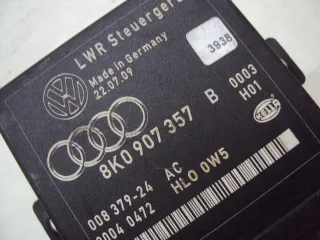 LWR Steuergerä
Made in Germany
22.07.09
3938
8K0 907 357 B 0003
H01
008 379-24 AC
0004 0472 HLO 0W5
HELLA